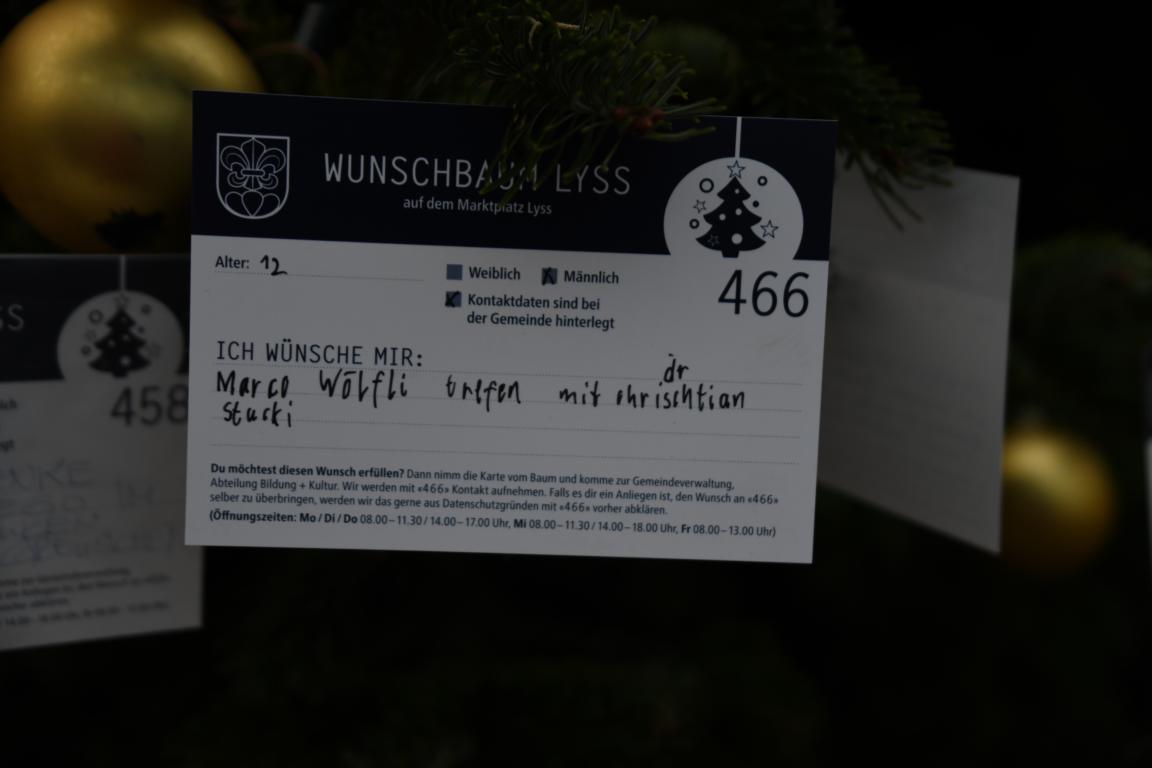 WUNSCHBAUM LYSS
auf dem Marktplatz Lyss
Alter: 12
Weiblich
Männlich
Kontaktdaten sind bei
der Gemeinde hinterlegt
466
ICH WÜNSCHE MIR:
dr
Marco Wölfli treffen mit chrischtian
Stucki
Du möchtest diesen Wunsch erfüllen? Dann nimm die Karte vom Baum und komme zur Gemeindeverwaltung,
Abteilung Bildung + Kultur. Wir werden mit «466» Kontakt aufnehmen. Falls es dir ein Anliegen ist, den Wunsch an «466»
selber zu überbringen, werden wir das gerne aus Datenschutzgründen mit «466» vorher abklären.
(Öffnungszeiten: Mo / Di / Do 08.00 – 11.30 / 14.00 – 17.00 Uhr, Mi 08.00 – 11.30 / 14.00 – 18.00 Uhr, Fr 08.00 – 13.00 Uhr)
458